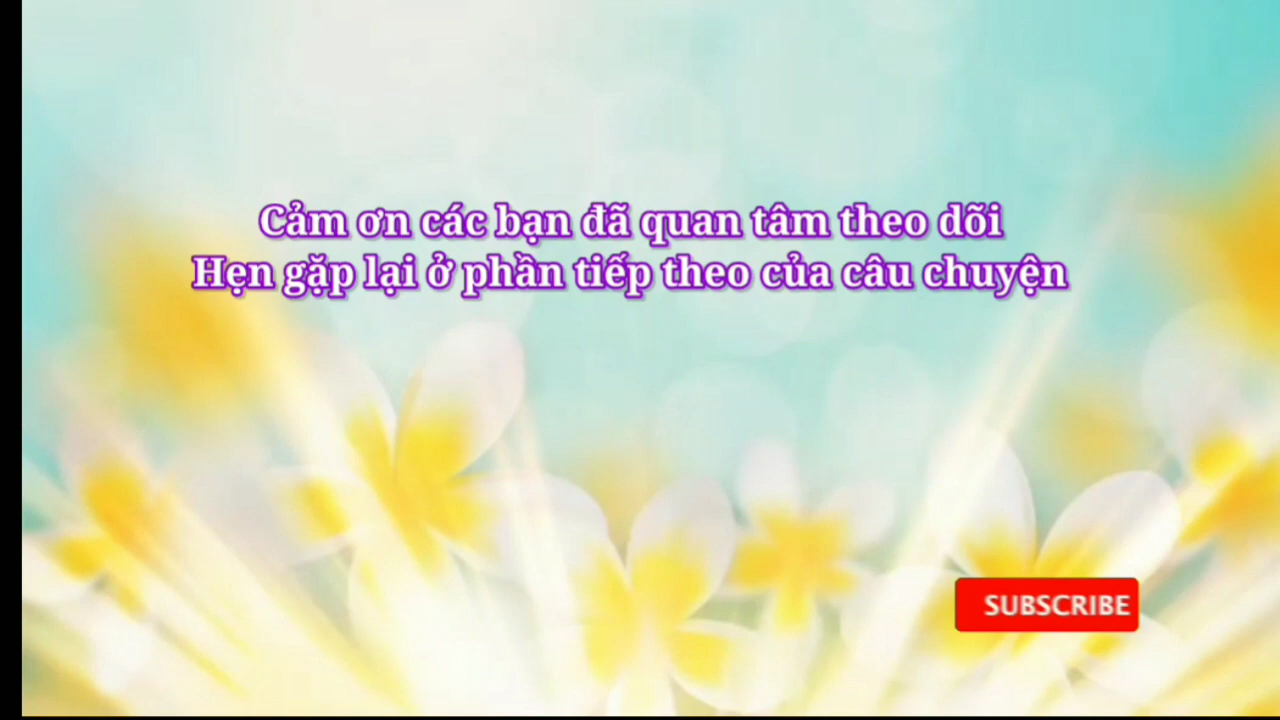 Cảm ơn các bạn đã quan tâm theo dõi
Hẹn gặp lại ở phần tiếp theo của câu chuyện
SUBSCRIBE